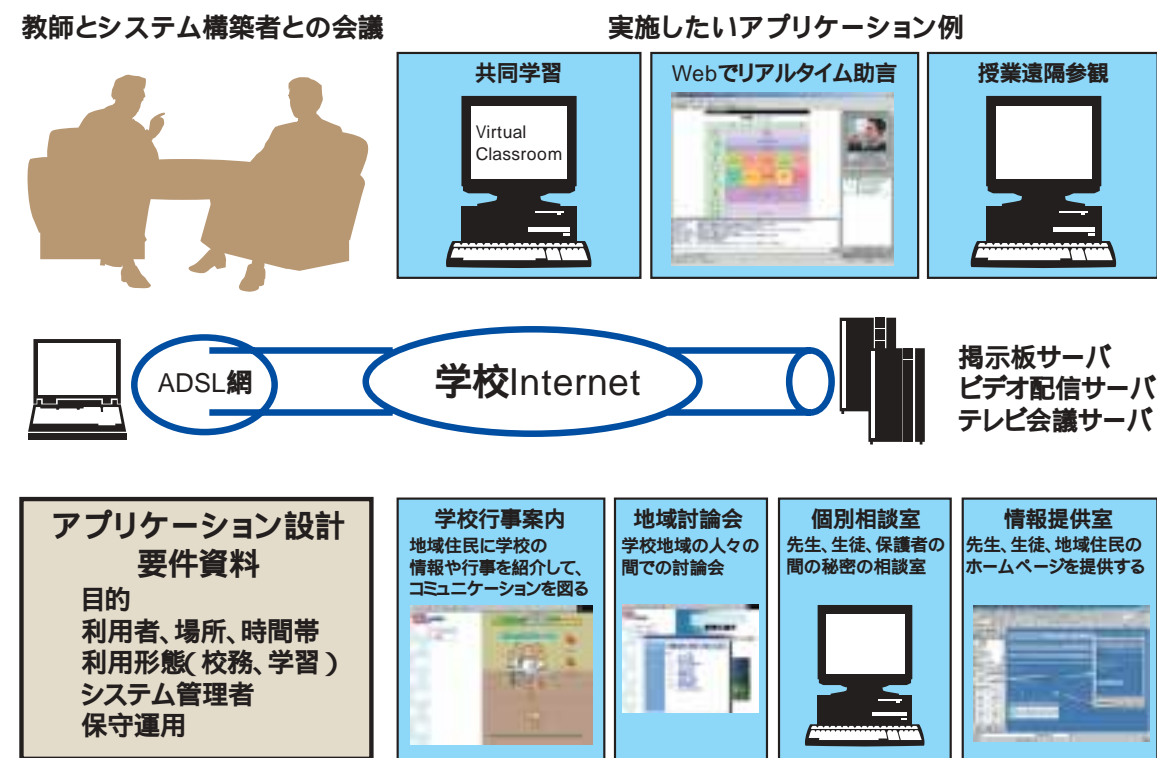 教師とシステム構築者との会議
実施したいアプリケーション例
共同学習
Virtual
Classroom
Webでリアルタイム助言
授業遠隔参観
ADSL網
学校Internet
掲示板サーバ
ビデオ配信サーバ
テレビ会議サーバ
アプリケーション設計
要件資料
目的
利用者、場所、時間帯
利用形態(校務、学習)
システム管理者
保守運用
学校行事案内
地域住民に学校の
情報や行事を紹介して、
コミュニケーションを図る
地域討論会
学校地域の人々の
間での討論会
個別相談室
先生、生徒、保護者の
間の秘密の相談室
情報提供室
先生、生徒、地域住民の
ホームページを提供する